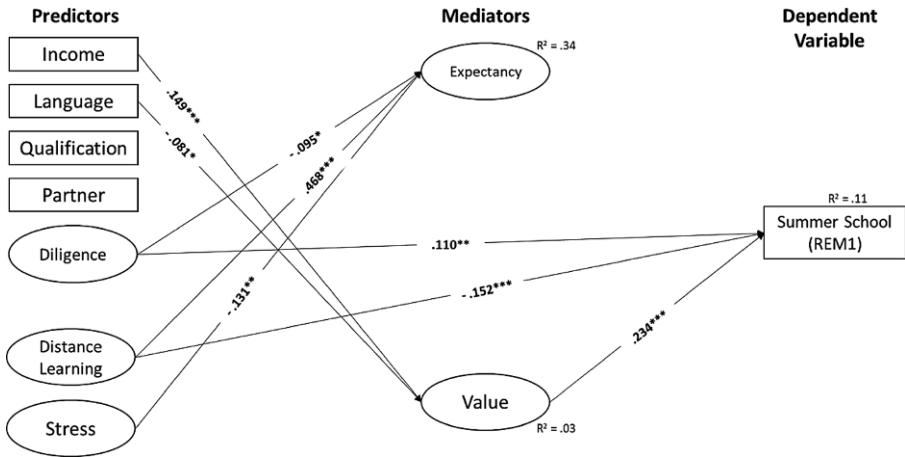 Predictors
Mediators
Dependent
Variable
Income
Language
Qualification
Partner
Diligence
Distance
Learning
Stress
R² = .34
Expectancy
.149***
- .081*
- .095*
.468***
- .131**
.110**
- .152***
.234***
Value
R² = .03
R² = .11
Summer School
(REM1)